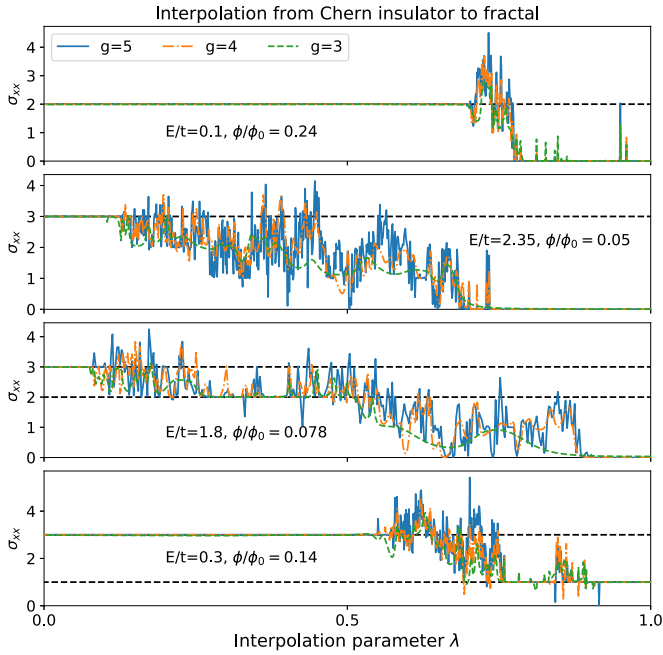 Interpolation from Chern insulator to fractal
g=5 g=4 g=3
σxx
4
3
2
1
0
E/t=0.1, ϕ/ϕ0 = 0.24
σxx
4
3
2
1
0
E/t=2.35, ϕ/ϕ0 = 0.05
σxx
4
3
2
1
0
E/t=1.8, ϕ/ϕ0 = 0.078
σxx
4
3
2
1
0
E/t=0.3, ϕ/ϕ0 = 0.14
0.0 0.5 1.0
Interpolation parameter λ